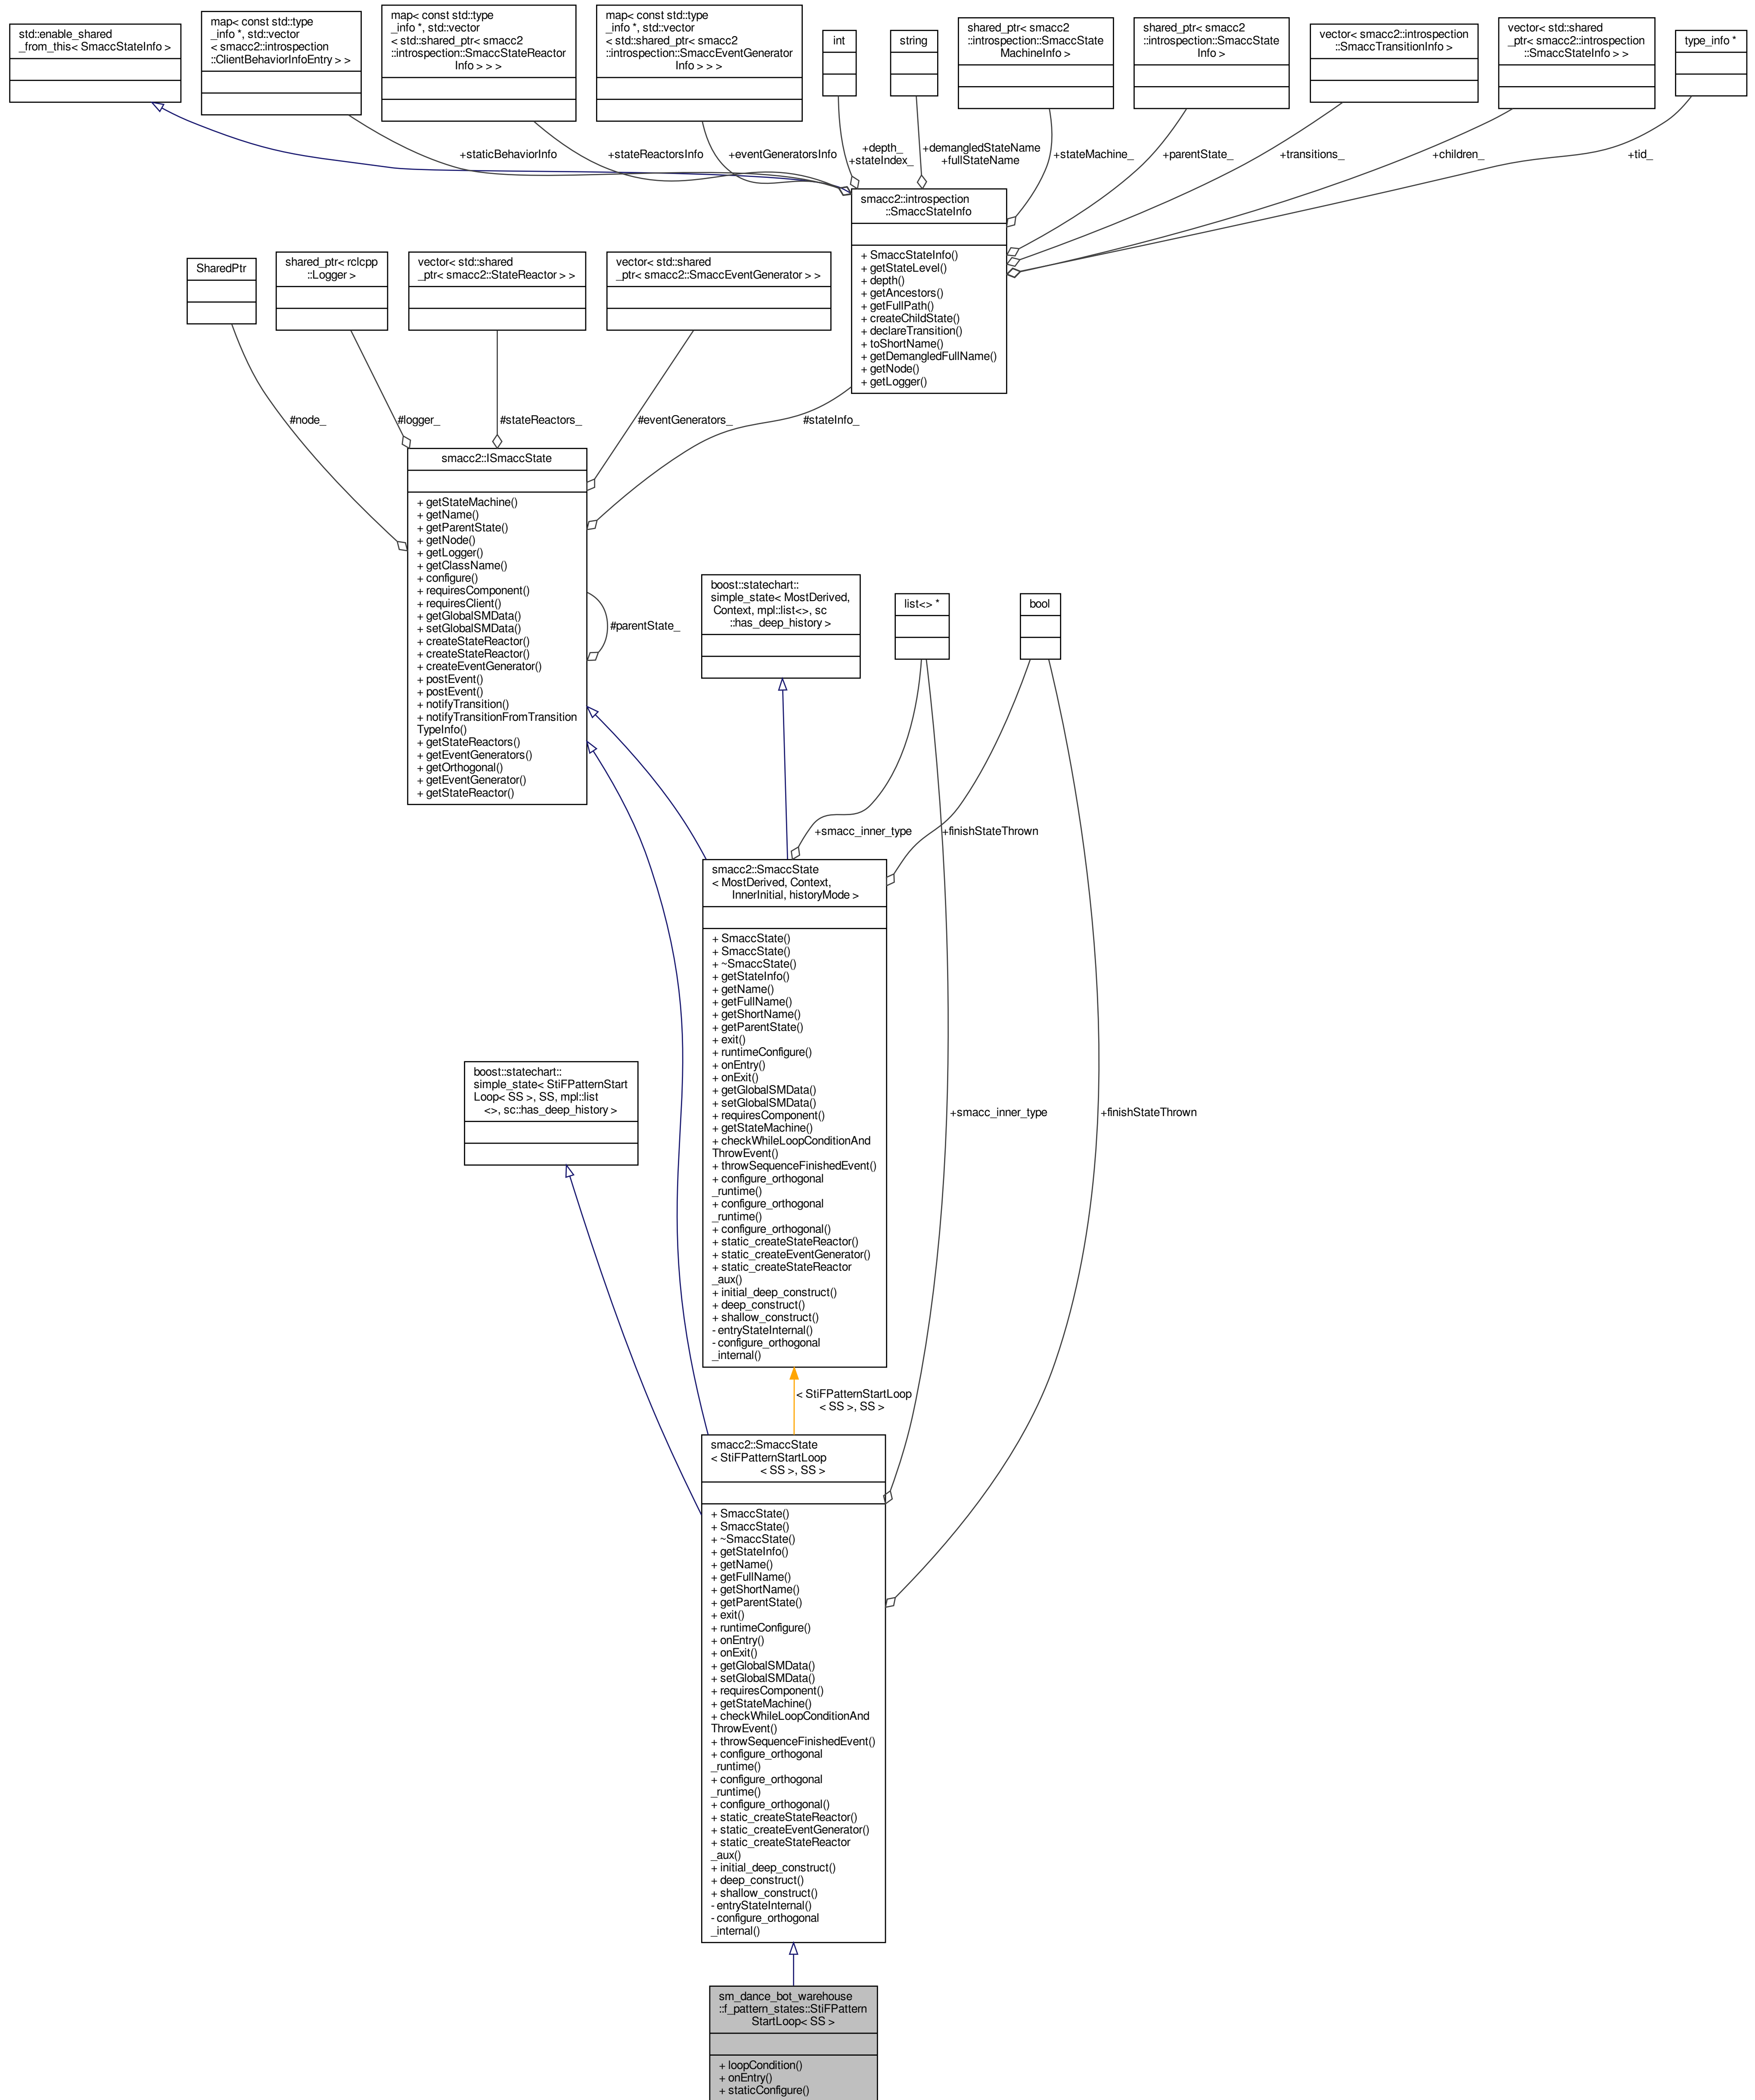 std::enable_shared
_from_this< SmaccStateInfo >
map< const std::type
_info *, std::vector
< smacc2::introspection
::ClientBehaviorInfoEntry > >
map< const std::type
_info *, std::vector
< std::shared_ptr< smacc2
::introspection::SmaccStateReactor
Info > > >
map< const std::type
_info *, std::vector
< std::shared_ptr< smacc2
::introspection::SmaccEventGenerator
Info > > >
int
string
shared_ptr< smacc2
::introspection::SmaccState
MachineInfo >
shared_ptr< smacc2
::introspection::SmaccState
Info >
vector< smacc2::introspection
::SmaccTransitionInfo >
vector< std::shared
_ptr< smacc2::introspection
::SmaccStateInfo > >
type_info *
+staticBehaviorInfo
+stateReactorsInfo
+eventGeneratorsInfo
+depth_
+stateIndex_
+demangledStateName
+fullStateName
+stateMachine_
+parentState_
+transitions_
+children_
+tid_
smacc2::introspection
::SmaccStateInfo
+ SmaccStateInfo()
+ getStateLevel()
+ depth()
+ getAncestors()
+ getFullPath()
+ createChildState()
+ declareTransition()
+ toShortName()
+ getDemangledFullName()
+ getNode()
+ getLogger()
SharedPtr
shared_ptr< rclcpp
::Logger >
vector< std::shared
_ptr< smacc2::StateReactor > >
vector< std::shared
_ptr< smacc2::SmaccEventGenerator > >
#node_
#logger_
#stateReactors_
#eventGenerators_
#stateInfo_
smacc2::ISmaccState
+ getStateMachine()
+ getName()
+ getParentState()
+ getNode()
+ getLogger()
+ getClassName()
+ configure()
+ requiresComponent()
+ requiresClient()
+ getGlobalSMData()
+ setGlobalSMData()
+ createStateReactor()
+ createStateReactor()
+ createEventGenerator()
+ postEvent()
+ postEvent()
+ notifyTransition()
+ notifyTransitionFromTransition
TypeInfo()
+ getStateReactors()
+ getEventGenerators()
+ getOrthogonal()
+ getEventGenerator()
+ getStateReactor()
#parentState_
boost::statechart::
simple_state< MostDerived,
Context, mpl::list<>, sc
::has_deep_history >
list<> *
bool
+smacc_inner_type
+finishStateThrown
smacc2::SmaccState
< MostDerived, Context,
InnerInitial, historyMode >
+ SmaccState()
+ SmaccState()
+ ~SmaccState()
+ getStateInfo()
+ getName()
+ getFullName()
+ getShortName()
+ getParentState()
+ exit()
+ runtimeConfigure()
+ onEntry()
+ onExit()
+ getGlobalSMData()
+ setGlobalSMData()
+ requiresComponent()
+ getStateMachine()
+ checkWhileLoopConditionAnd
ThrowEvent()
+ throwSequenceFinishedEvent()
+ configure_orthogonal
_runtime()
+ configure_orthogonal
_runtime()
+ configure_orthogonal()
+ static_createStateReactor()
+ static_createEventGenerator()
+ static_createStateReactor
_aux()
+ initial_deep_construct()
+ deep_construct()
+ shallow_construct()
- entryStateInternal()
- configure_orthogonal
_internal()
boost::statechart::
simple_state< StiFPatternStart
Loop< SS >, SS, mpl::list
<>, sc::has_deep_history >
+smacc_inner_type
+finishStateThrown
< StiFPatternStartLoop
< SS >, SS >
smacc2::SmaccState
< StiFPatternStartLoop
< SS >, SS >
+ SmaccState()
+ SmaccState()
+ ~SmaccState()
+ getStateInfo()
+ getName()
+ getFullName()
+ getShortName()
+ getParentState()
+ exit()
+ runtimeConfigure()
+ onEntry()
+ onExit()
+ getGlobalSMData()
+ setGlobalSMData()
+ requiresComponent()
+ getStateMachine()
+ checkWhileLoopConditionAnd
ThrowEvent()
+ throwSequenceFinishedEvent()
+ configure_orthogonal
_runtime()
+ configure_orthogonal
_runtime()
+ configure_orthogonal()
+ static_createStateReactor()
+ static_createEventGenerator()
+ static_createStateReactor
_aux()
+ initial_deep_construct()
+ deep_construct()
+ shallow_construct()
- entryStateInternal()
- configure_orthogonal
_internal()
sm_dance_bot_warehouse
::f_pattern_states::StiFPattern
StartLoop< SS >
+ loopCondition()
+ onEntry()
+ staticConfigure()